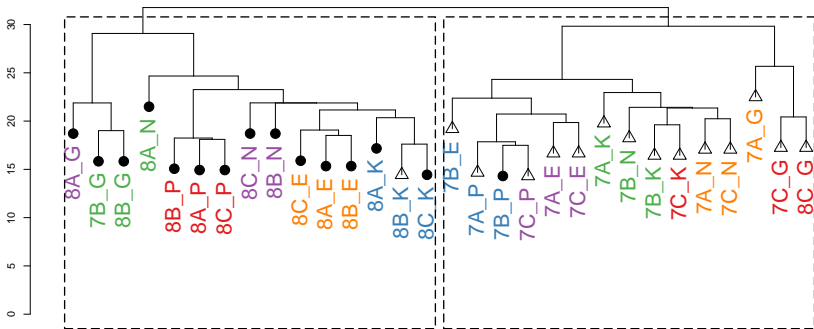 30
25
20
15
10
5
0
8A_G
7B_G
8B_G
8A_N
8B_P
8A_P
8C_P
8C_N
8B_N
8C_E
8A_E
8B_E
8A_K
8B_K
8C_K
7B_E
7A_P
7B_P
7C_P
7A_E
7C_E
7A_K
7B_N
7B_K
7C_K
7A_N
7C_N
7A_G
7C_G
8C_G